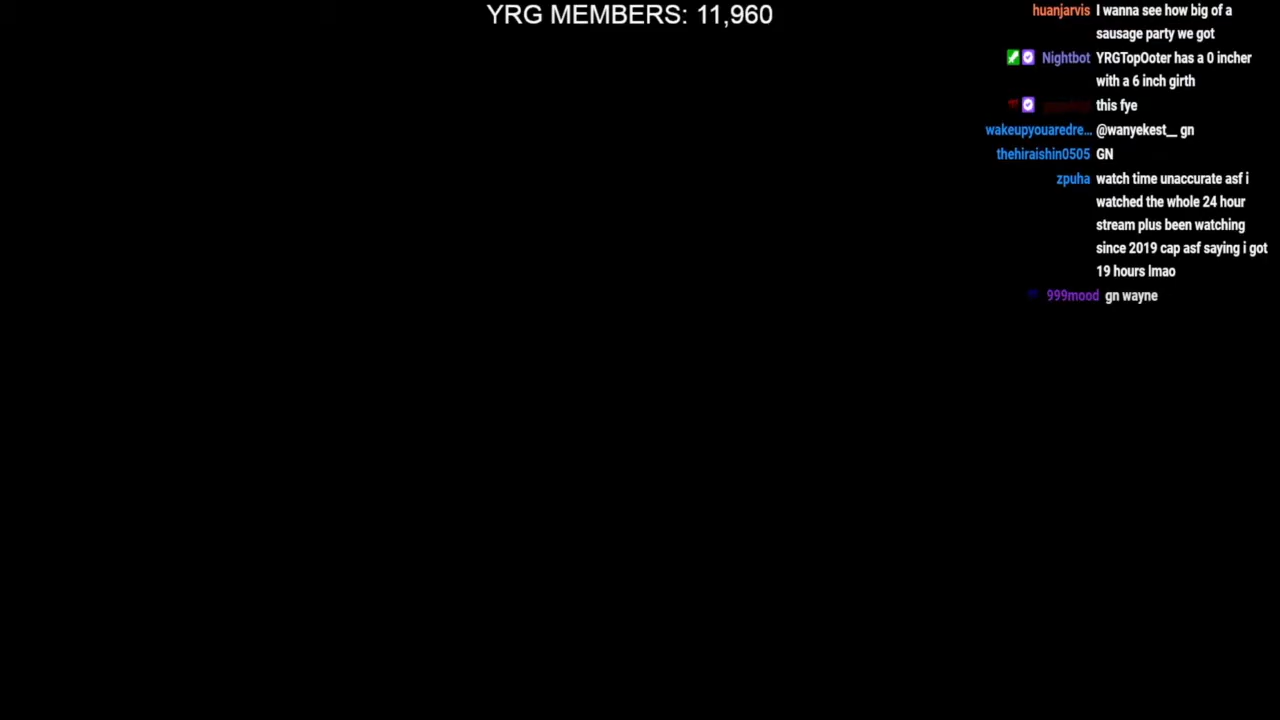 YRG MEMBERS: 11,960
huanjarvis I wanna see how big of a
sausage party we got
Nightbot YRGTopOoter has a 0 incher
with a 6 inch girth
this fye
wakeupyouaredre... @wanyekest__ gn
thehiraishin0505 GN
zpuha watch time unaccurate asf i
watched the whole 24 hour
stream plus been watching
since 2019 cap asf saying i got
19 hours lmao
999mood gn wayne